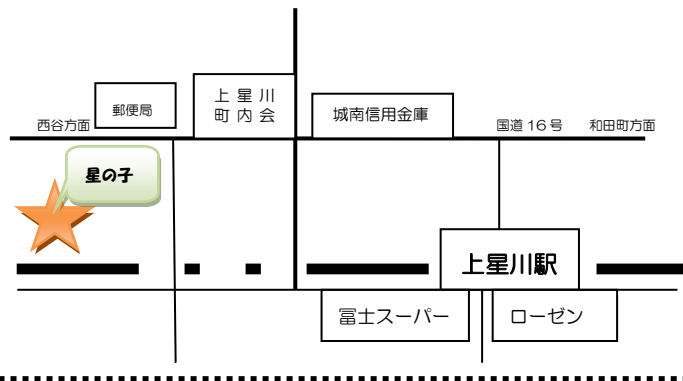 上星川
町内会
郵便局
城南信用金庫
西谷方面
国道16号
和田町方面
星の子
上星川駅
冨士スーパー
ローゼン